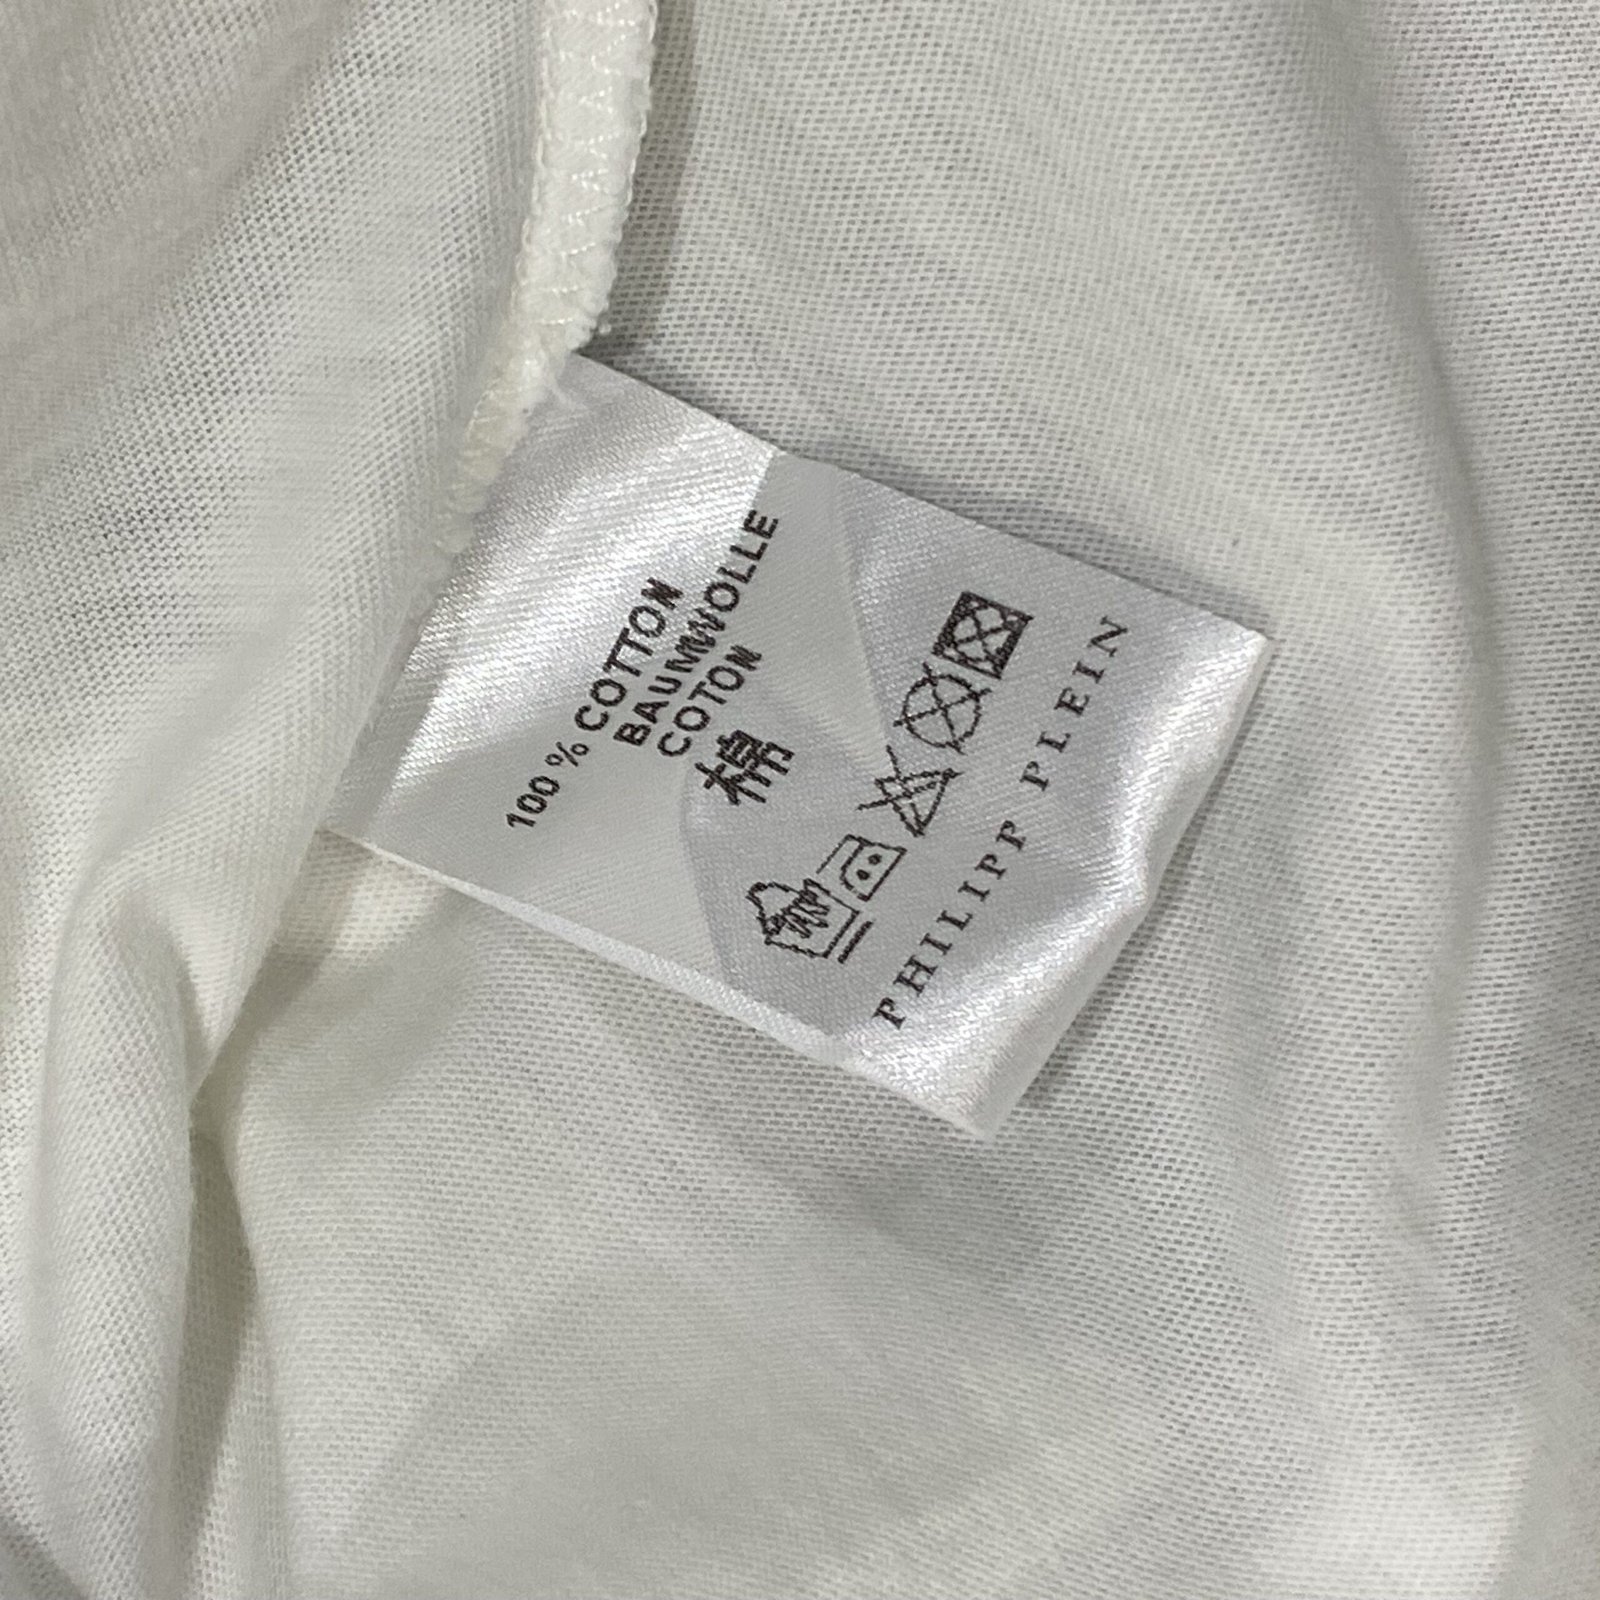 100 % COTTON
BAUMWOLLE
COTON
棉
PHILIPP PLEIN